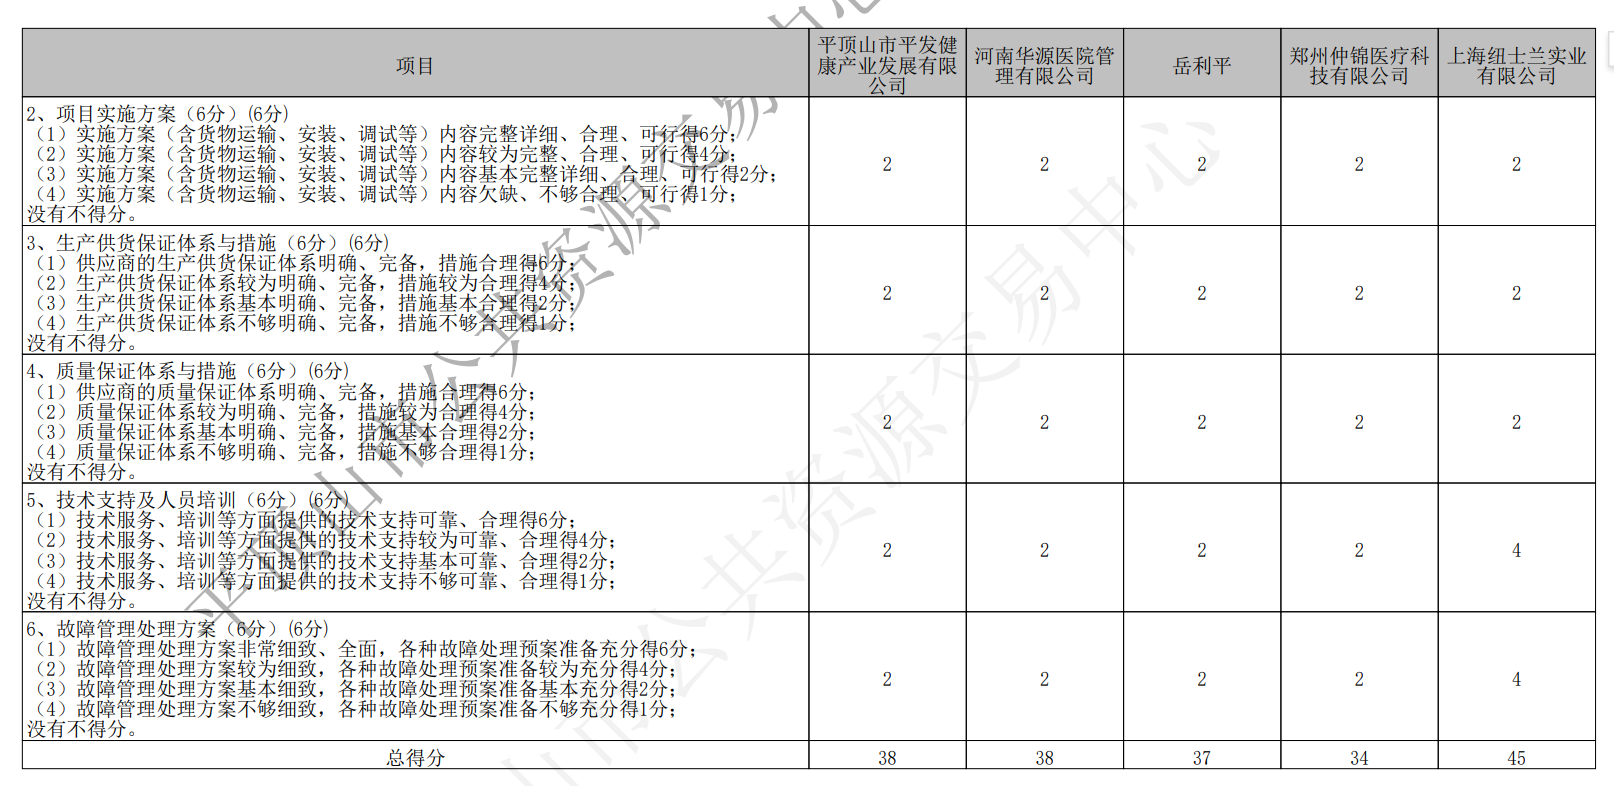 项目
平顶山市平发健
康产业发展有限
公司
河南华源医院管
理有限公司
岳利平
郑州仲锦医疗科
技有限公司
上海纽士兰实业
有限公司
2、项目实施方案（6分）(6分)
（1）实施方案（含货物运输、安装、调试等）内容完整详细、合理、可行得6分；
（2）实施方案（含货物运输、安装、调试等）内容较为完整、合理、可行得4分；
（3）实施方案（含货物运输、安装、调试等）内容基本完整详细、合理、可行得2分；
（4）实施方案（含货物运输、安装、调试等）内容欠缺、不够合理、可行得1分；
没有不得分。
2
2
2
2
2
3、生产供货保证体系与措施（6分）(6分)
（1）供应商的生产供货保证体系明确、完备，措施合理得6分；
（2）生产供货保证体系较为明确、完备，措施较为合理得4分；
（3）生产供货保证体系基本明确、完备，措施基本合理得2分；
（4）生产供货保证体系不够明确、完备，措施不够合理得1分；
没有不得分。
2
2
2
2
2
4、质量保证体系与措施（6分）(6分)
（1）供应商的质量保证体系明确、完备，措施合理得6分；
（2）质量保证体系较为明确、完备，措施较为合理得4分；
（3）质量保证体系基本明确、完备，措施基本合理得2分；
（4）质量保证体系不够明确、完备，措施不够合理得1分；
没有不得分。
2
2
2
2
2
5、技术支持及人员培训（6分）(6分)
（1）技术服务、培训等方面提供的技术支持可靠、合理得6分；
（2）技术服务、培训等方面提供的技术支持较为可靠、合理得4分；
（3）技术服务、培训等方面提供的技术支持基本可靠、合理得2分；
（4）技术服务、培训等方面提供的技术支持不够可靠、合理得1分；
没有不得分。
2
2
2
2
4
6、故障管理处理方案（6分）(6分)
（1）故障管理处理方案非常细致、全面，各种故障处理预案准备充分得6分；
（2）故障管理处理方案较为细致，各种故障处理预案准备较为充分得4分；
（3）故障管理处理方案基本细致，各种故障处理预案准备基本充分得2分；
（4）故障管理处理方案不够细致，各种故障处理预案准备不够充分得1分；
没有不得分。
2
2
2
2
4
总得分
38
38
37
34
45
平顶山市公共资源交易中心
山市公共资源交易中心